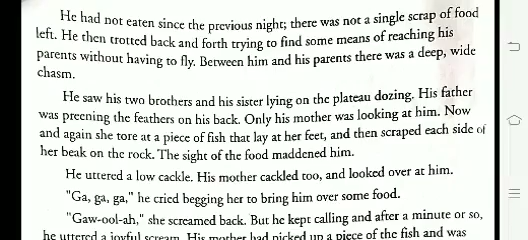 He had not eaten since the previous night; there was not a single scrap of food
left. He then trotted back and forth trying to find some means of reaching his
parents without having to fly. Between him and his parents there was a deep, wide
chasm.
He saw his two brothers and his sister lying on the plateau dozing. His father
was preening the feathers on his back. Only his mother was looking at him. Now
and again she tore at a piece of fish that lay at her feet, and then scraped each side of
her beak on the rock. The sight of the food maddened him.
He uttered a low cackle. His mother cackled too, and looked over at him.
"Ga, ga, ga," he cried begging her to bring him over some food.
"Gaw-ool-ah," she screamed back. But he kept calling and after a minute or so,
he uttered a joyful scream. His mother had picked up a piece of the fish and was